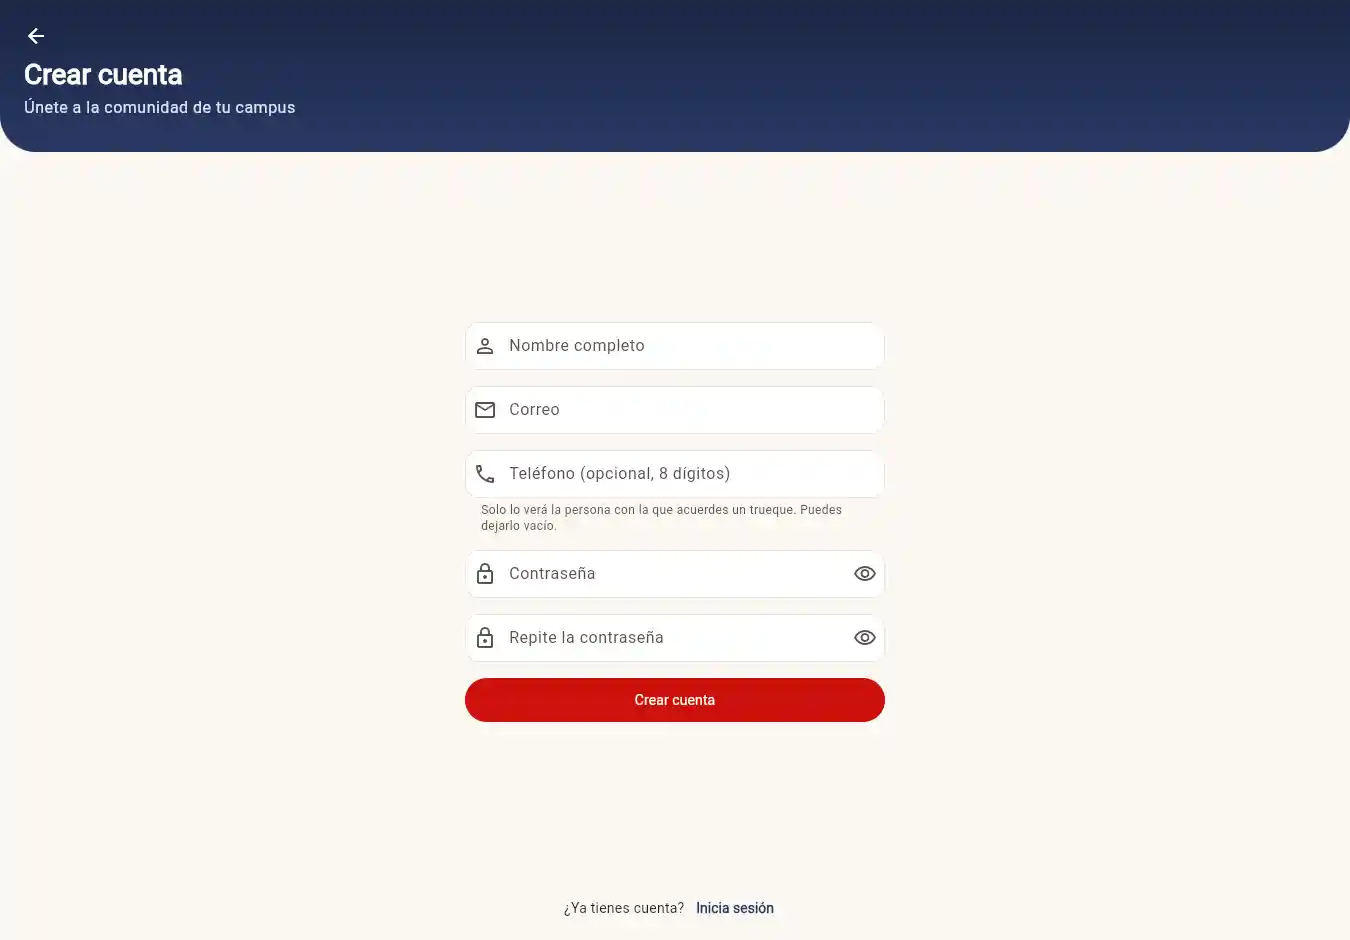 Crear cuenta
Únete a la comunidad de tu campus
Nombre completo
Correo
Teléfono (opcional, 8 dígitos)
Solo lo verá la persona con la que acuerdes un trueque. Puedes
dejarlo vacío.
Contraseña
Repite la contraseña
Crear cuenta
¿Ya tienes cuenta? Inicia sesión